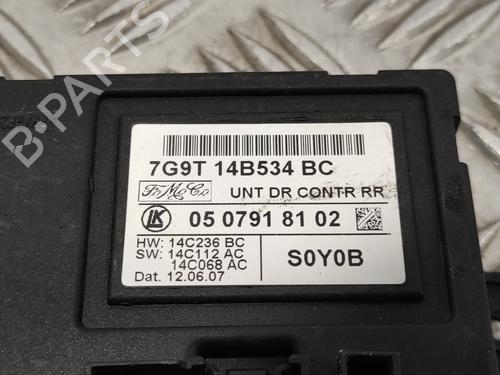 7G9T 14B534 BC
FoMoCo
UNT DR CONTR RR
LK
05 0791 81 02
HW: 14C236 BC
SW: 14C112 AC
14C068 AC
Dat. 12.06.07
S0Y0B
B-PARTS